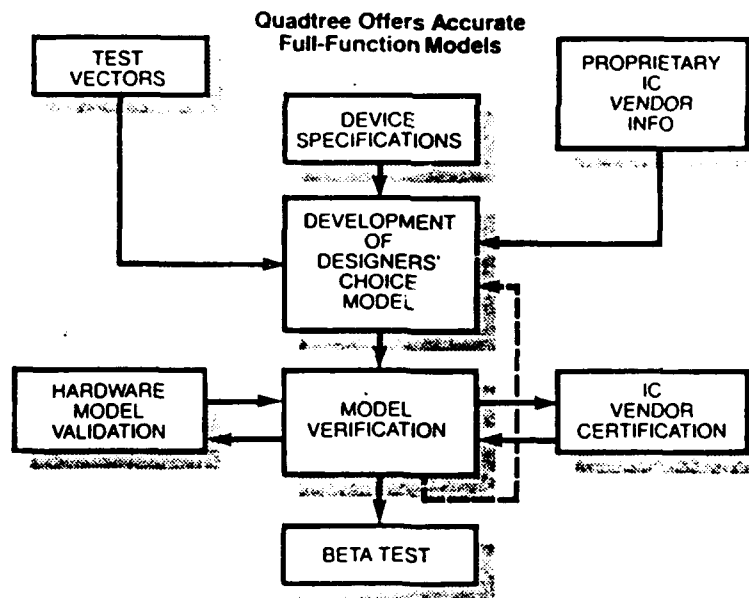 Quadtree Offers Accurate
Full-Function Models
TEST
VECTORS
DEVICE
SPECIFICATIONS
PROPRIETARY
IC
VENDOR
INFO
DEVELOPMENT
OF
DESIGNERS'
CHOICE
MODEL
HARDWARE
MODEL
VALIDATION
MODEL
VERIFICATION
IC
VENDOR
CERTIFICATION
BETA TEST